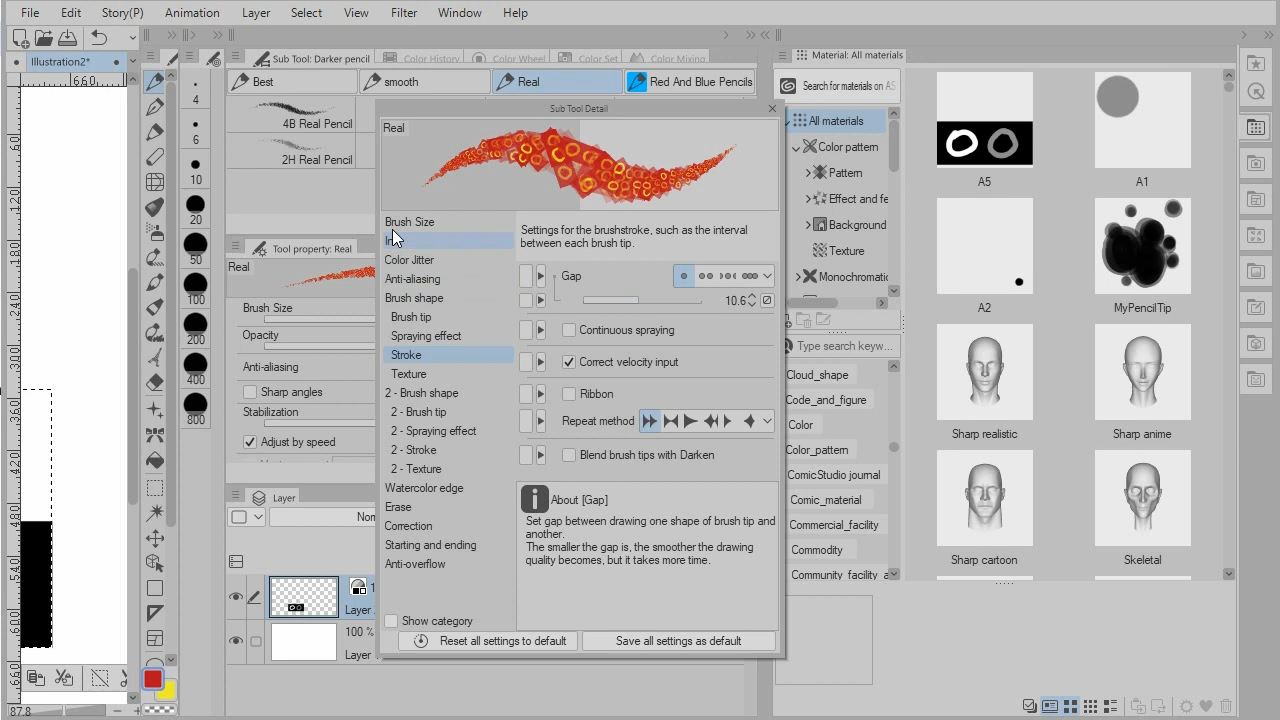 File Edit Story(P) Animation Layer Select View Filter Window Help
Illustration2*
660
Sub Tool: Darker pencil Color History Color Wheel Color Set Color Mixing
Best smooth Real Red And Blue Pencils
4B Real Pencil
2H Real Pencil
4
6
10
20
50
100
200
400
800
Tool property: Real
Real
Brush Size
Opacity
Anti-aliasing
Sharp angles
Stabilization
Adjust by speed
Layer
Nor
Layer
100 %
Layer
87.8
Sub Tool Detail
Real
Brush Size
Color Jitter
Anti-aliasing
Brush shape
Brush tip
Spraying effect
Stroke
Texture
2 - Brush shape
2 - Brush tip
2 - Spraying effect
2 - Stroke
2 - Texture
Watercolor edge
Erase
Correction
Starting and ending
Anti-overflow
Show category
Settings for the brushstroke, such as the interval
between each brush tip.
Gap
10.6
Continuous spraying
Correct velocity input
Ribbon
Repeat method
Blend brush tips with Darken
About [Gap]
Set gap between drawing one shape of brush tip and
another.
The smaller the gap is, the smoother the drawing
quality becomes, but it takes more time.
Reset all settings to default Save all settings as default
Material: All materials
Search for materials on AS
All materials
Color pattern
Pattern
Effect and fe
Background
Texture
Monochromatic
Type search keyw...
Cloud_shape
Code_and_figure
Color
Color_pattern
ComicStudio journal
Comic_material
Commercial_facility
Commodity
Community_facility_a
A5 A1
A2 MyPencilTip
Sharp realistic Sharp anime
Sharp cartoon Skeletal